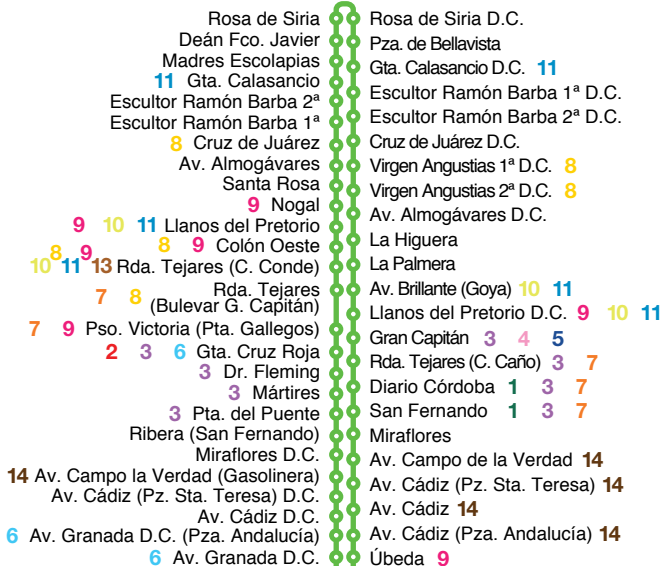 Rosa de Siria
Deán Fco. Javier
Madres Escolapias
11 Gta. Calasancio
Escultor Ramón Barba 2ª
Escultor Ramón Barba 1ª
8 Cruz de Juárez
Av. Almogávares
Santa Rosa
9 Nogal
9 10 11 Llanos del Pretorio
8 9 Colón Oeste
8 9
10 11 13 Rda. Tejares (C. Conde)
Rda. Tejares
7 8 (Bulevar G. Capitán)
7 9 Pso. Victoria (Pta. Gallegos)
2 3 6 Gta. Cruz Roja
3 Dr. Fleming
3 Mártires
3 Pta. del Puente
Ribera (San Fernando)
Miraflores D.C.
14 Av. Campo la Verdad (Gasolinera)
Av. Cádiz (Pz. Sta. Teresa) D.C.
Av. Cádiz D.C.
6 Av. Granada D.C. (Pza. Andalucía)
6 Av. Granada D.C.
Rosa de Siria D.C.
Pza. de Bellavista
Gta. Calasancio D.C. 11
Escultor Ramón Barba 1ª D.C.
Escultor Ramón Barba 2ª D.C.
Cruz de Juárez D.C.
Virgen Angustias 1ª D.C. 8
Virgen Angustias 2ª D.C. 8
Av. Almogávares D.C.
La Higuera
La Palmera
Av. Brillante (Goya) 10 11
Llanos del Pretorio D.C. 9 10 11
Gran Capitán 3 4 5
Rda. Tejares (C. Caño) 3 7
Diario Córdoba 1 3 7
San Fernando 1 3 7
Miraflores
Av. Campo de la Verdad 14
Av. Cádiz (Pz. Sta. Teresa) 14
Av. Cádiz 14
Av. Cádiz (Pza. Andalucía) 14
Úbeda 9